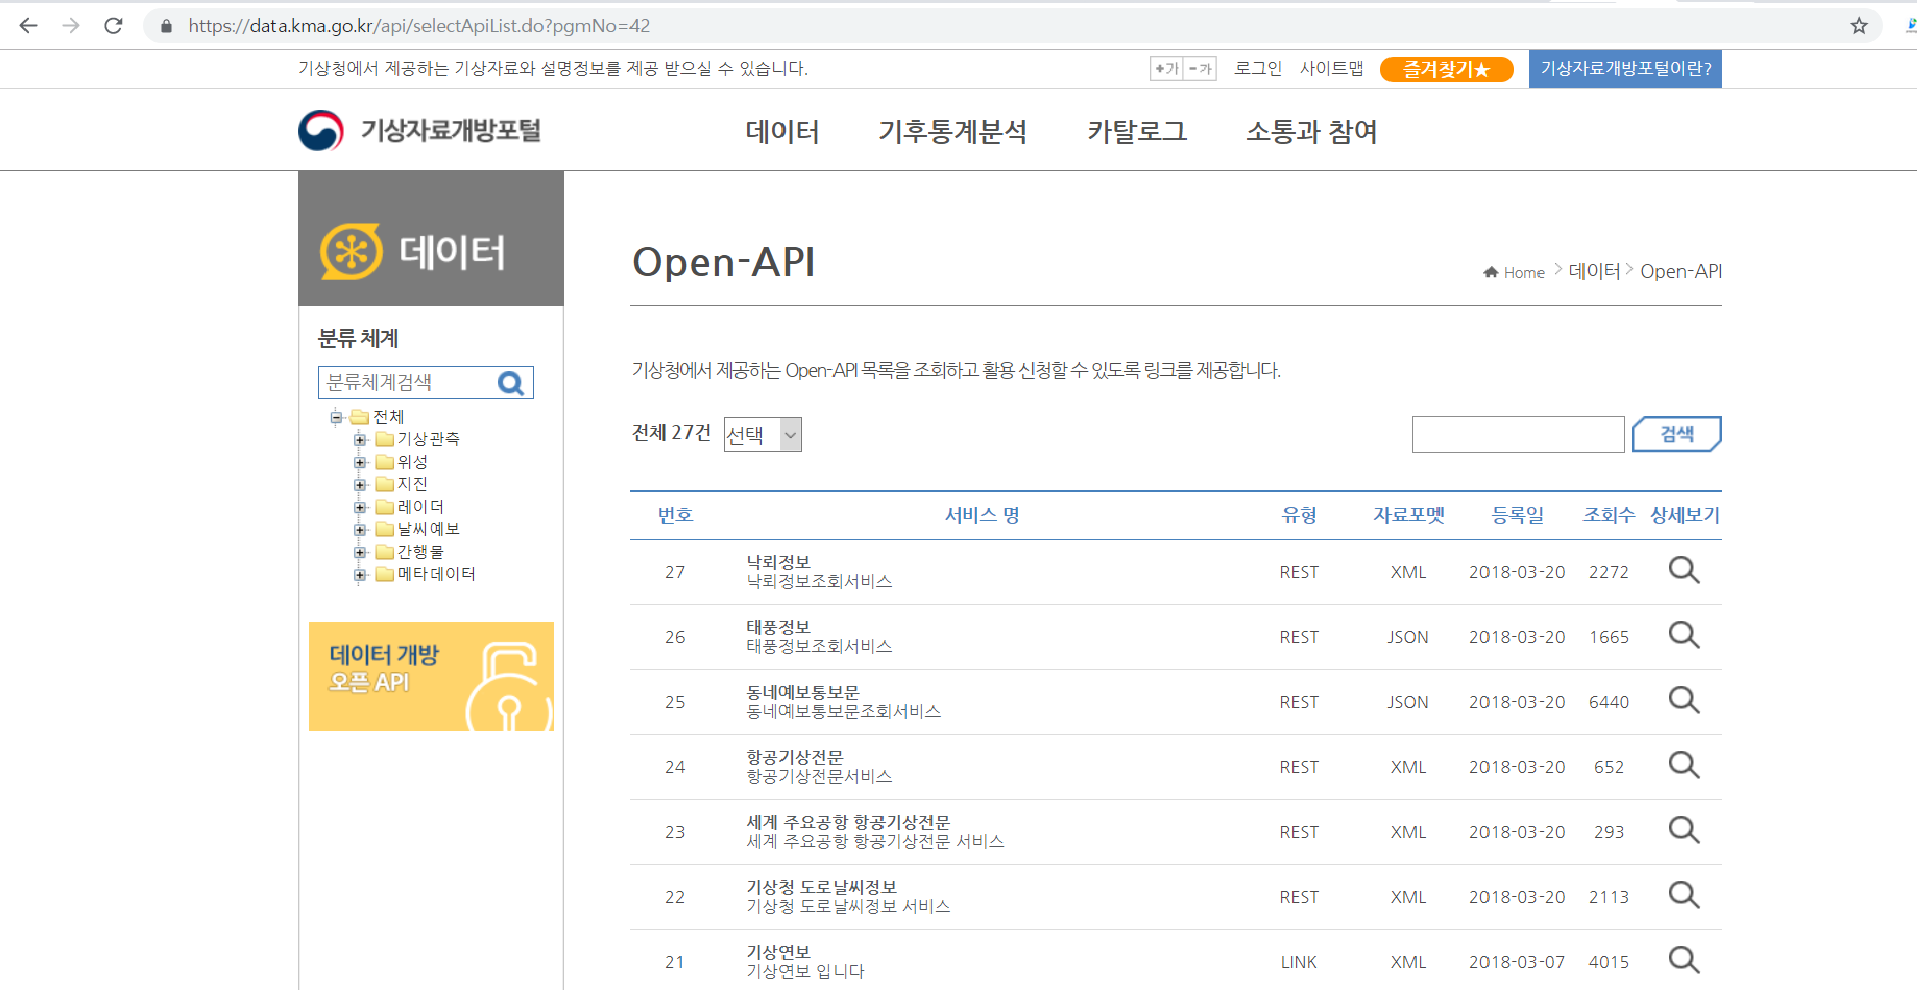 https://data.kma.go.kr/api/selectApiList.do?pgmNo=42
기상청에서 제공하는 기상자료와 설명정보를 제공 받으실 수 있습니다.
+가 -가 로그인 사이트맵 즐겨찾기★ 기상자료개방포털이란?
기상자료개방포털 데이터 기후통계분석 카탈로그 소통과 참여
데이터
분류 체계
분류체계검색
전체
기상관측
위성
지진
레이더
날씨예보
간행물
메타데이터
데이터 개방
오픈 API
Open-API
Home > 데이터 > Open-API
기상청에서 제공하는 Open-API 목록을 조회하고 활용 신청할 수 있도록 링크를 제공합니다.
전체 27건 선택 검색
번호 서비스 명 유형 자료포멧 등록일 조회수 상세보기
27 낙뢰정보 REST XML 2018-03-20 2272
낙뢰정보조회서비스
26 태풍정보 REST JSON 2018-03-20 1665
태풍정보조회서비스
25 동네예보통보문 REST JSON 2018-03-20 6440
동네예보통보문조회서비스
24 항공기상전문 REST XML 2018-03-20 652
항공기상전문서비스
23 세계 주요공항 항공기상전문 REST XML 2018-03-20 293
세계 주요공항 항공기상전문 서비스
22 기상청 도로날씨정보 REST XML 2018-03-20 2113
기상청 도로날씨정보 서비스
21 기상연보 LINK XML 2018-03-07 4015
기상연보 입니다